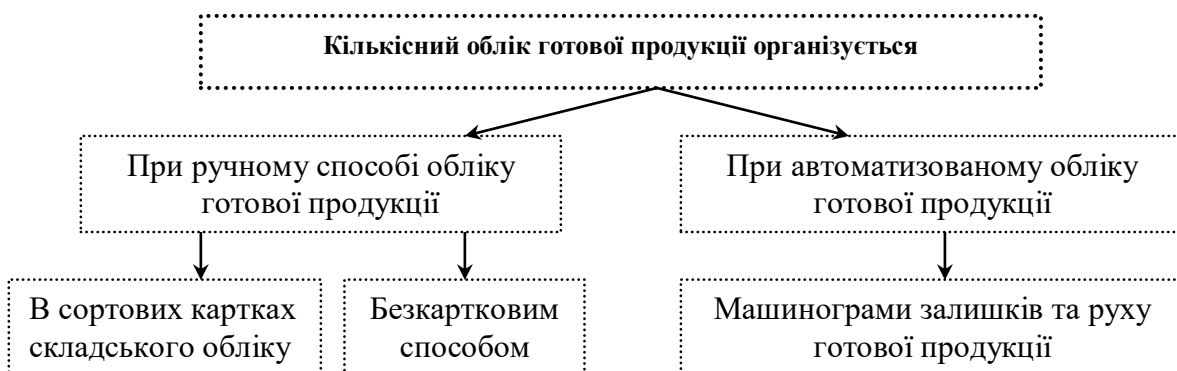 Кількісний облік готової продукції організується
При ручному способі обліку
готової продукції
При автоматизованому обліку
готової продукції
В сортових картках
складського обліку
Безкартковим
способом
Машинограми залишків та руху
готової продукції